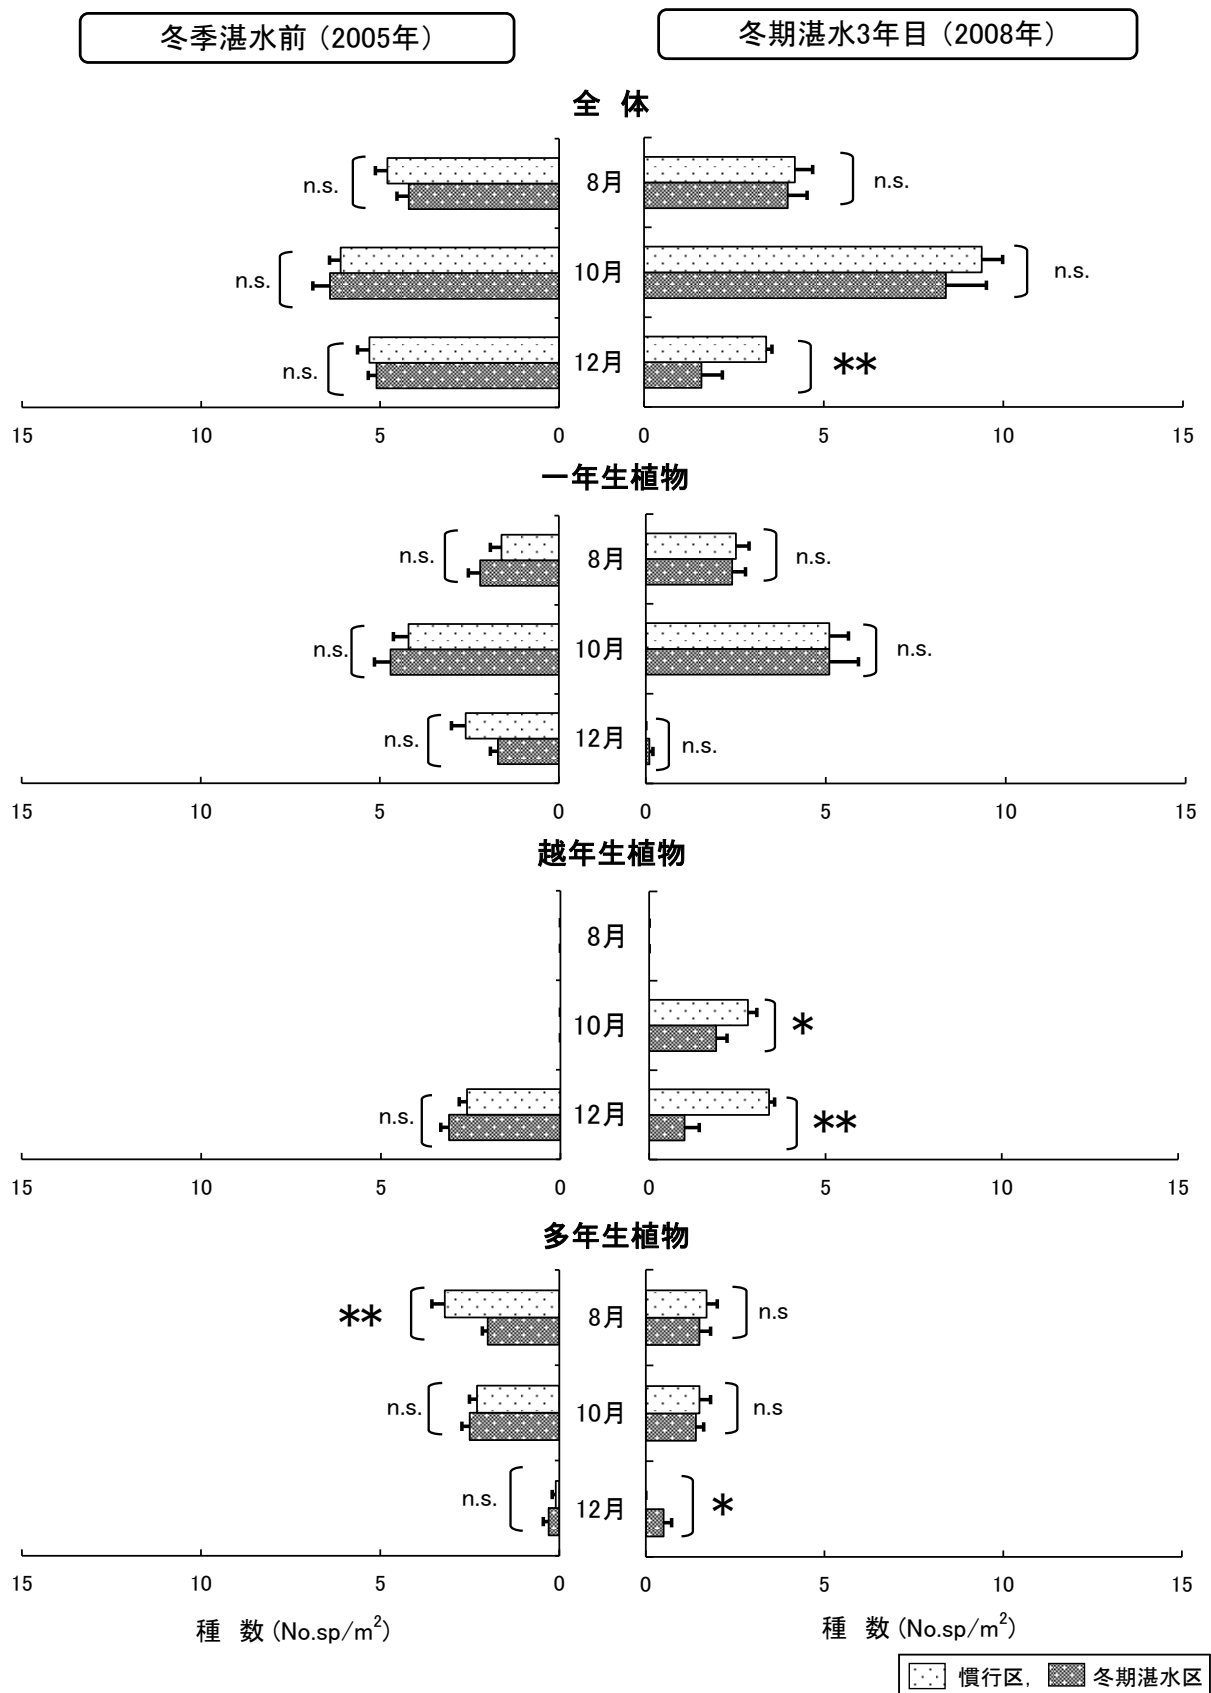 冬季湛水前（2005年） 冬期湛水3年目（2008年）
全 体
n.s. 8月 n.s.
n.s. 10月 n.s.
n.s. 12月 **
15 10 5 0 0 5 10 15
一年生植物
n.s. 8月 n.s.
n.s. 10月 n.s.
n.s. 12月 n.s.
15 10 5 0 0 5 10 15
越年生植物
8月
10月 *
n.s. 12月 **
15 10 5 0 0 5 10 15
多年生植物
** 8月 n.s
n.s. 10月 n.s
n.s. 12月 *
15 10 5 0 0 5 10 15
種 数 (No.sp/m²) 種 数 (No.sp/m²)
慣行区, 冬期湛水区